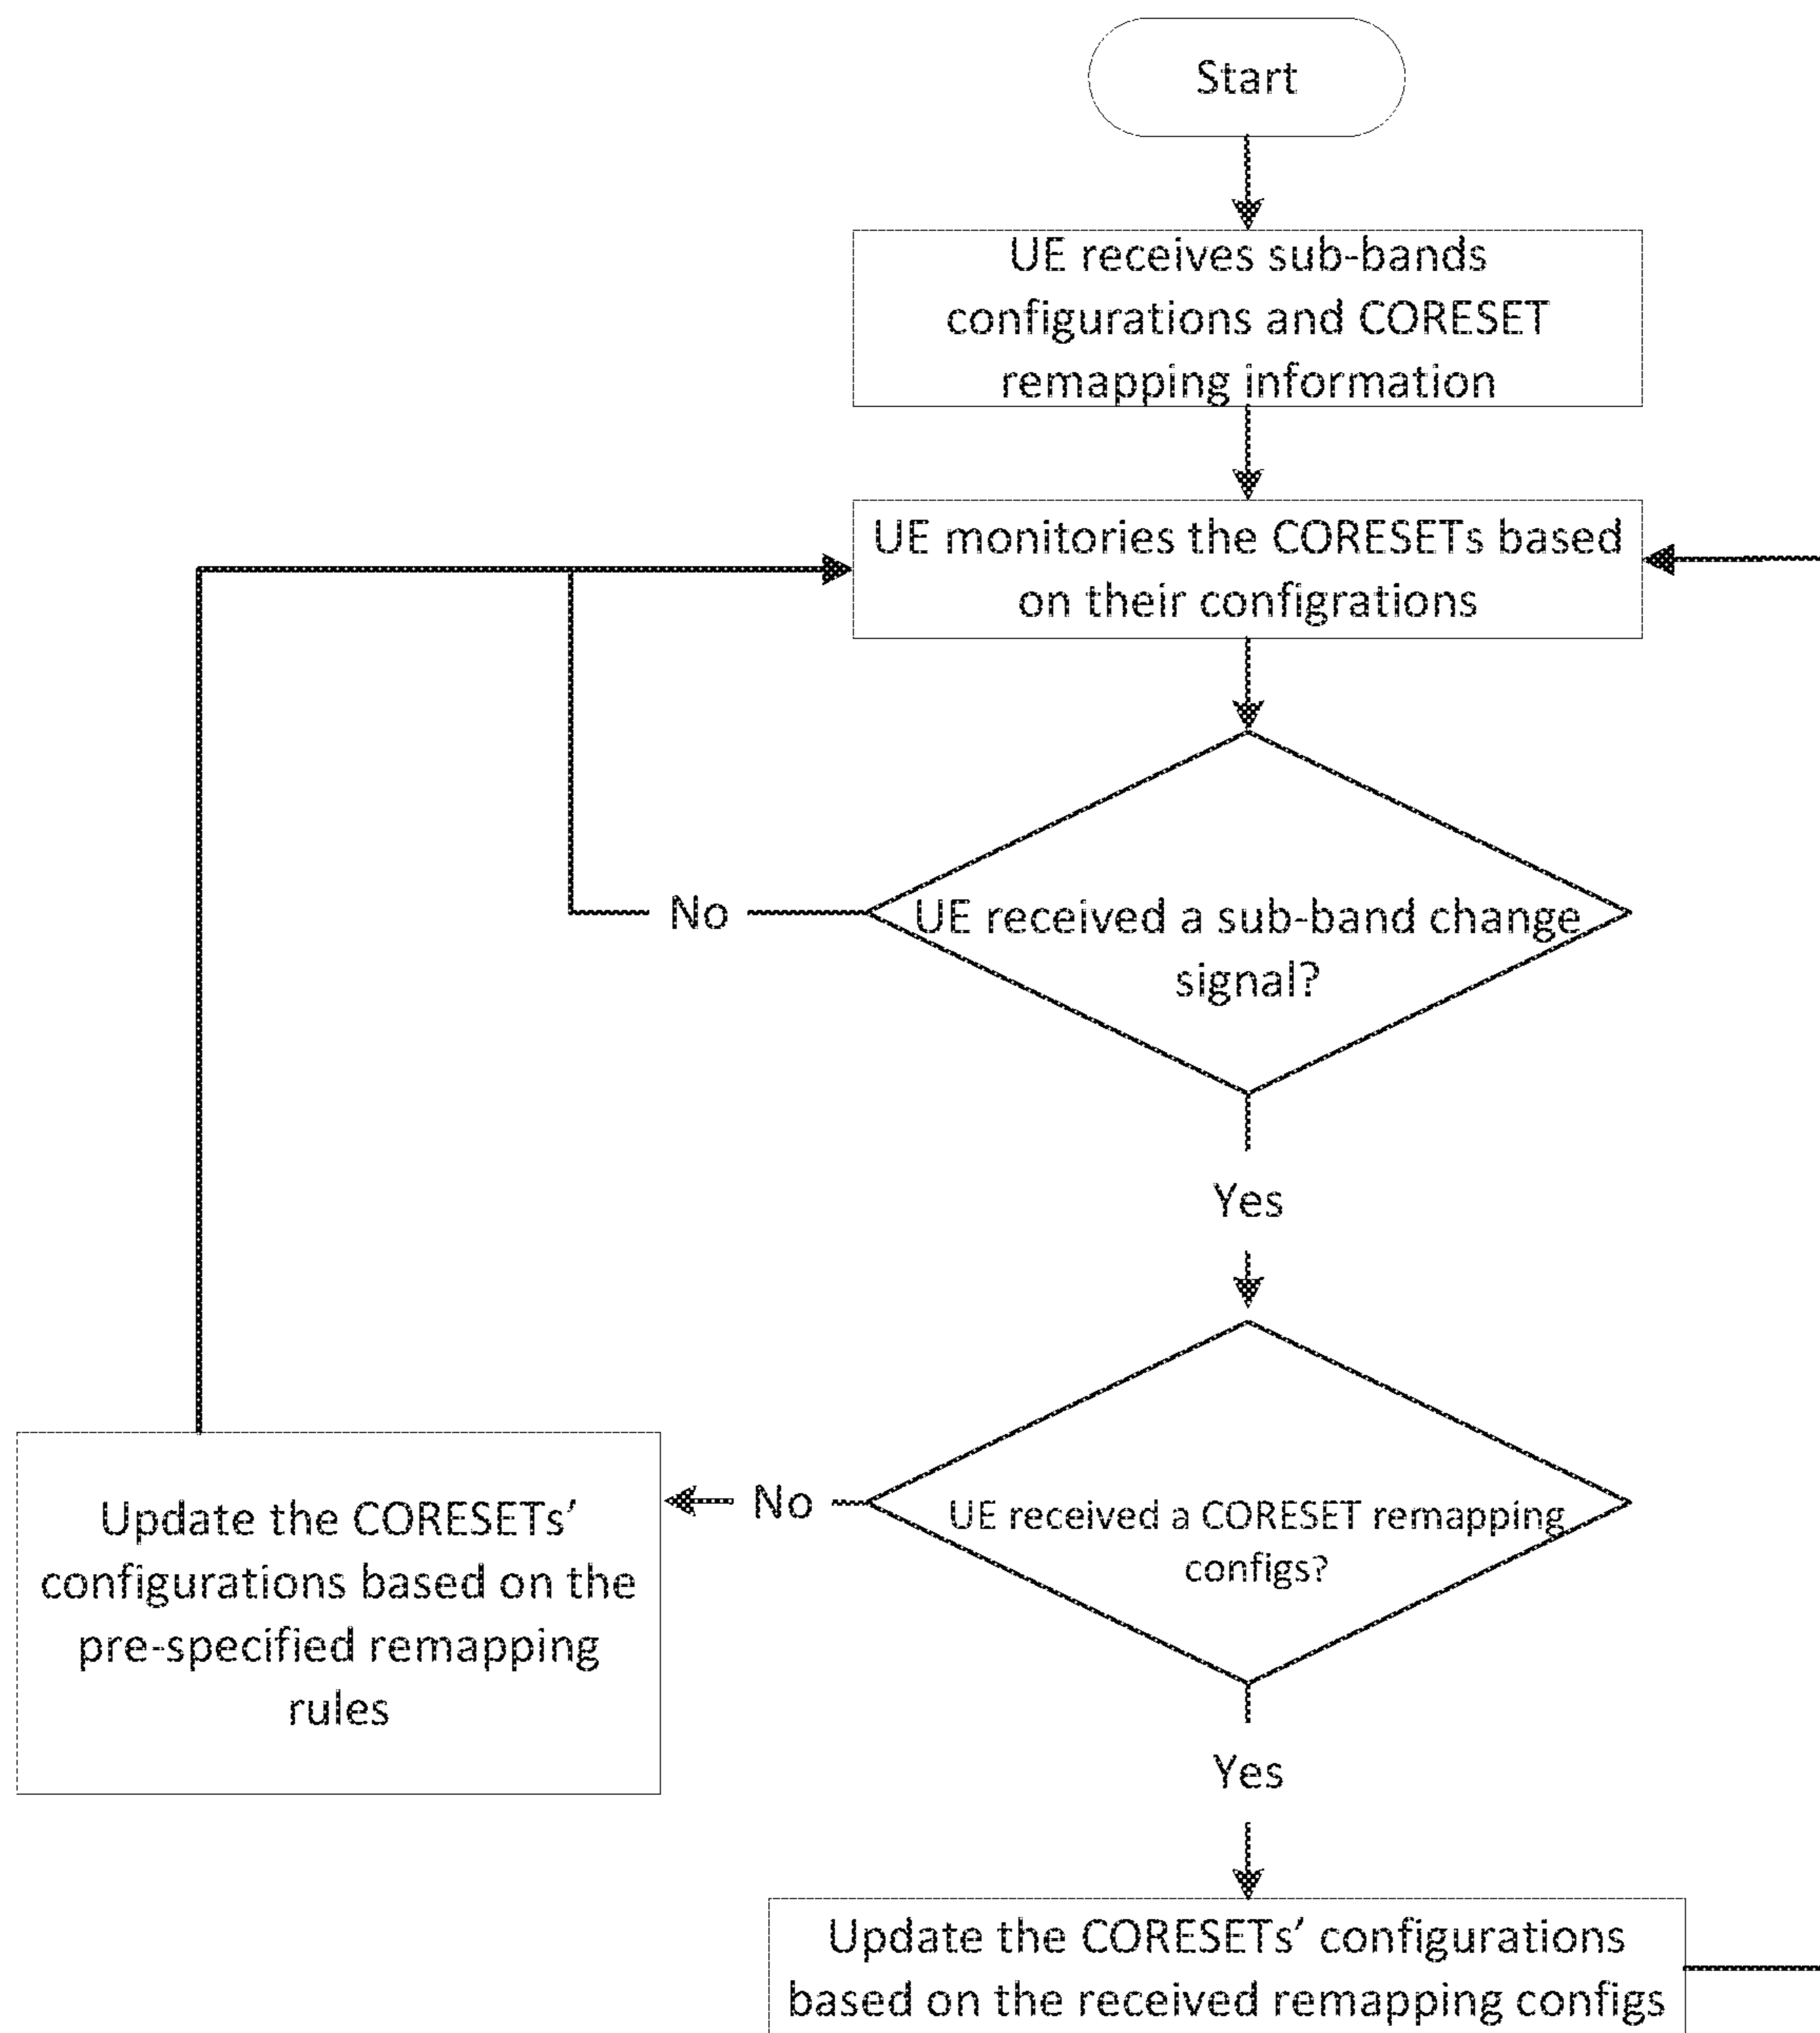 Start
UE receives sub-bands
configurations and CORESET
remapping information
UE monitories the CORESETs based
on their configrations
UE received a sub-band change
signal?
No
Yes
UE received a CORESET remapping
configs?
No
Update the CORESETs’
configurations based on the
pre-specified remapping
rules
Yes
Update the CORESETs’ configurations
based on the received remapping configs